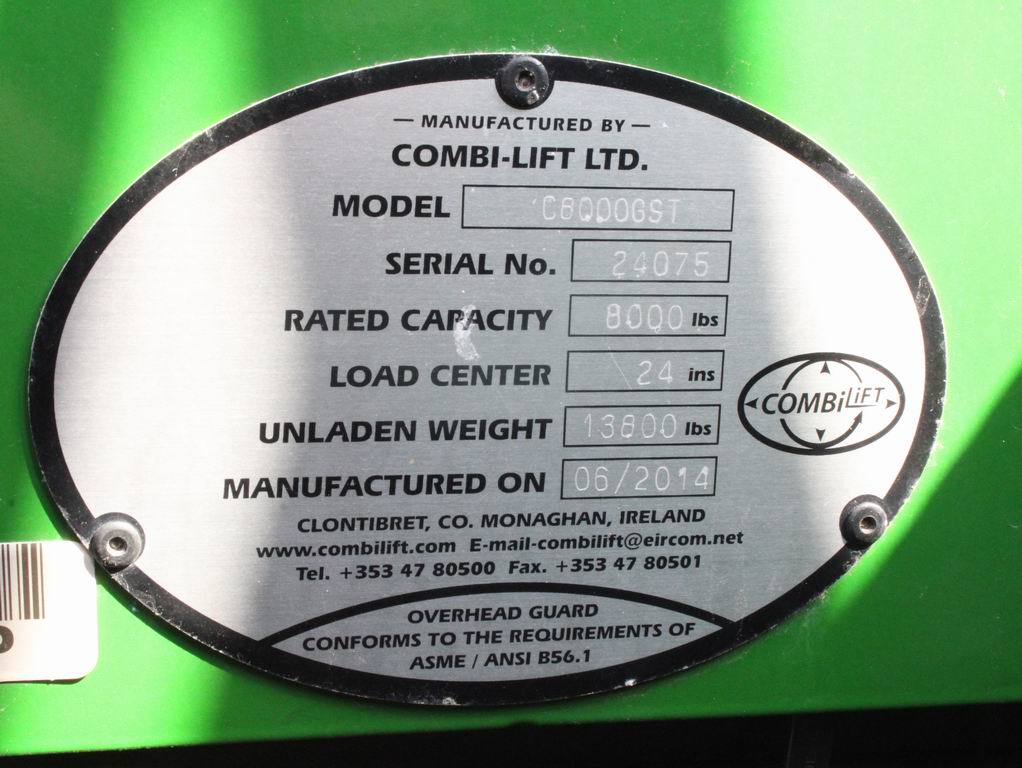 — MANUFACTURED BY —
COMBI-LIFT LTD.
MODEL C8000GST
SERIAL No. 24075
RATED CAPACITY 8000 lbs
LOAD CENTER 24 ins
UNLADEN WEIGHT 13800 lbs
MANUFACTURED ON 06/2014
COMBiLiFT
CLONTIBRET, CO. MONAGHAN, IRELAND
www.combilift.com E-mail-combilift@eircom.net
Tel. +353 47 80500 Fax. +353 47 80501
OVERHEAD GUARD
CONFORMS TO THE REQUIREMENTS OF
ASME / ANSI B56.1